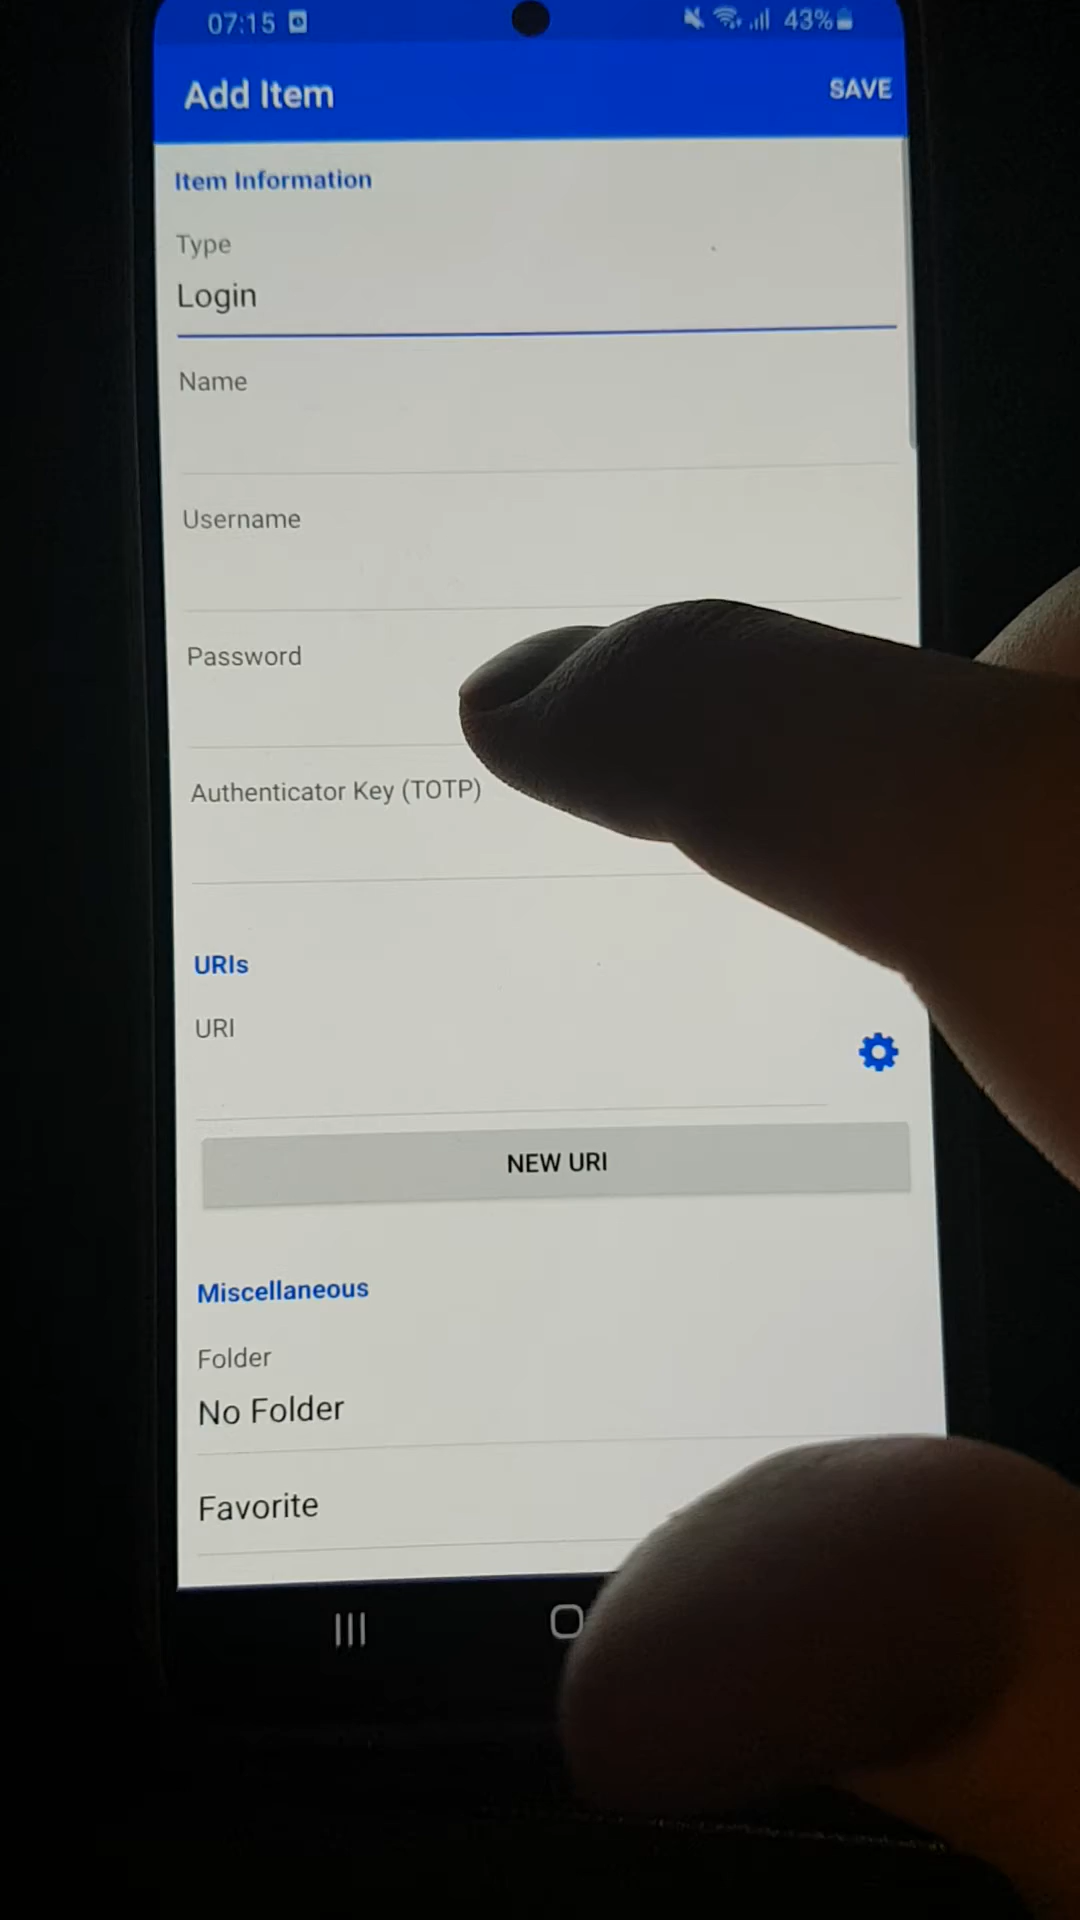 07:15 43%
Add Item SAVE
Item Information
Type
Login
Name
Username
Password
Authenticator Key (TOTP)
URIs
URI
NEW URI
Miscellaneous
Folder
No Folder
Favorite